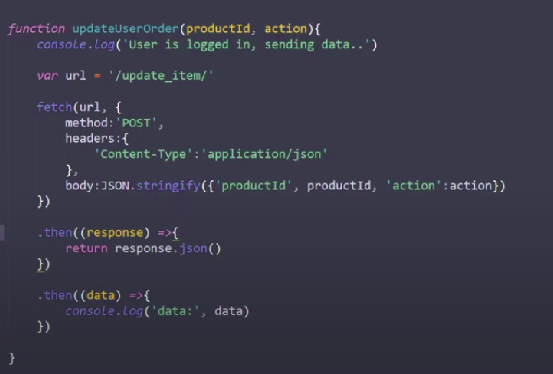 function updateUserOrder(productId, action){
console.log('User is logged in, sending data..')
var url = '/update_item/'
fetch(url, {
method:'POST',
headers:{
'Content-Type':'application/json'
},
body:JSON.stringify({'productId', productId, 'action':action})
})
.then((response) =>{
return response.json()
})
.then((data) =>{
console.log('data:', data)
})
}